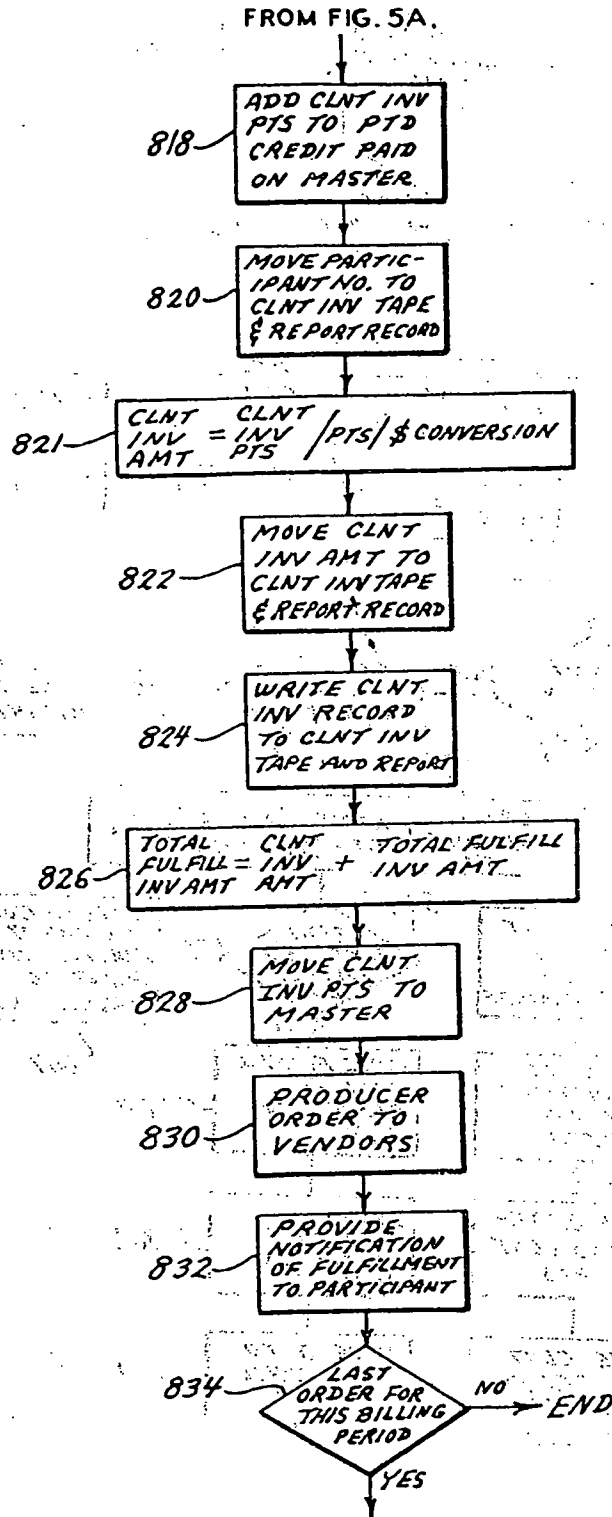 FROM FIG. 5A.
818
ADD CLNT INV
PTS TO PTD
CREDIT PAID
ON MASTER
820
MOVE PARTIC-
IPANT NO. TO
CLNT INV TAPE
& REPORT RECORD
821
CLNT INV AMT = CLNT INV PTS / PTS / $ CONVERSION
822
MOVE CLNT
INV AMT TO
CLNT INV TAPE
& REPORT RECORD
824
WRITE CLNT
INV RECORD
TO CLNT INV
TAPE AND REPORT
826
TOTAL FULFILL INV AMT = CLNT INV AMT + TOTAL FULFILL INV AMT
828
MOVE CLNT
INV PTS TO
MASTER
830
PRODUCER
ORDER TO
VENDORS
832
PROVIDE
NOTIFICATION
OF FULFILLMENT
TO PARTICIPANT
834
LAST
ORDER FOR
THIS BILLING
PERIOD
NO
END
YES